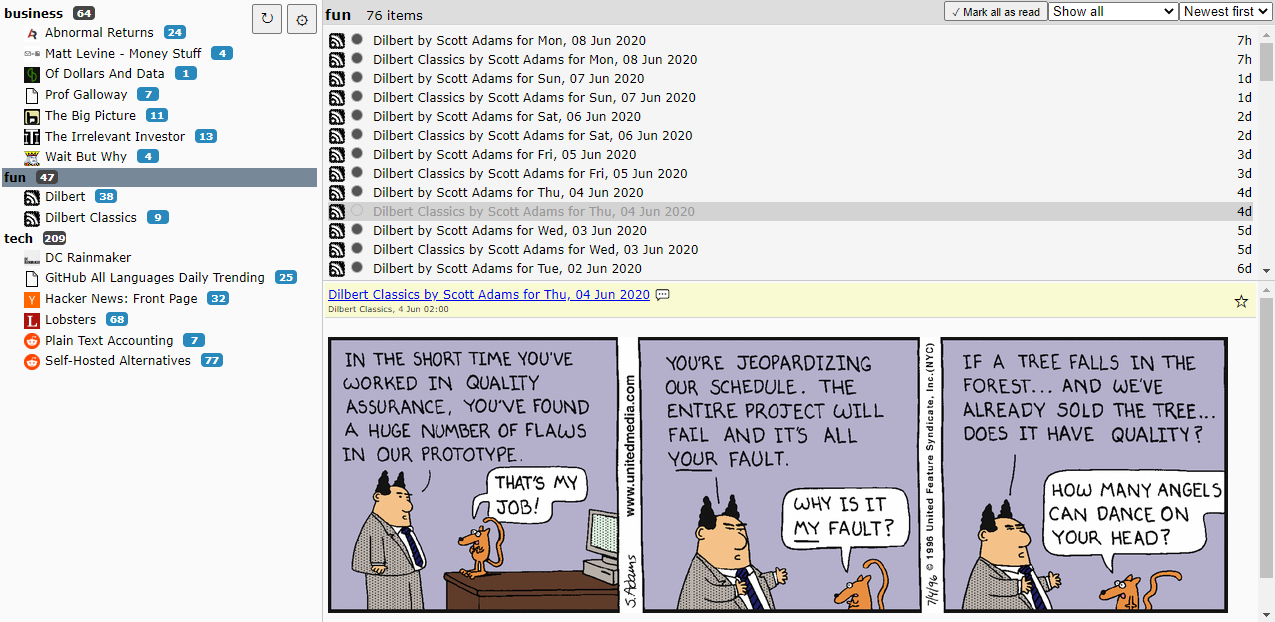 business 64
Abnormal Returns 24
Matt Levine - Money Stuff 4
Of Dollars And Data 1
Prof Galloway 7
The Big Picture 11
The Irrelevant Investor 13
Wait But Why 4
fun 47
Dilbert 38
Dilbert Classics 9
tech 209
DC Rainmaker
GitHub All Languages Daily Trending 25
Hacker News: Front Page 32
Lobsters 68
Plain Text Accounting 7
Self-Hosted Alternatives 77
fun 76 items ✓ Mark all as read Show all Newest first
Dilbert by Scott Adams for Mon, 08 Jun 2020 7h
Dilbert Classics by Scott Adams for Mon, 08 Jun 2020 7h
Dilbert by Scott Adams for Sun, 07 Jun 2020 1d
Dilbert Classics by Scott Adams for Sun, 07 Jun 2020 1d
Dilbert by Scott Adams for Sat, 06 Jun 2020 2d
Dilbert Classics by Scott Adams for Sat, 06 Jun 2020 2d
Dilbert by Scott Adams for Fri, 05 Jun 2020 3d
Dilbert Classics by Scott Adams for Fri, 05 Jun 2020 3d
Dilbert by Scott Adams for Thu, 04 Jun 2020 4d
Dilbert Classics by Scott Adams for Thu, 04 Jun 2020 4d
Dilbert by Scott Adams for Wed, 03 Jun 2020 5d
Dilbert Classics by Scott Adams for Wed, 03 Jun 2020 5d
Dilbert by Scott Adams for Tue, 02 Jun 2020 6d
Dilbert Classics by Scott Adams for Thu, 04 Jun 2020
Dilbert Classics, 4 Jun 02:00
IN THE SHORT TIME YOU'VE
WORKED IN QUALITY
ASSURANCE, YOU'VE FOUND
A HUGE NUMBER OF FLAWS
IN OUR PROTOTYPE.
THAT'S MY
JOB!
www.unitedmedia.com
S.Adams
YOU'RE JEOPARDIZING
OUR SCHEDULE. THE
ENTIRE PROJECT WILL
FAIL AND IT'S ALL
YOUR FAULT.
WHY IS IT
MY FAULT?
7/4/96 © 1996 United Feature Syndicate, Inc.(NYC)
IF A TREE FALLS IN THE
FOREST... AND WE'VE
ALREADY SOLD THE TREE...
DOES IT HAVE QUALITY?
HOW MANY ANGELS
CAN DANCE ON
YOUR HEAD?